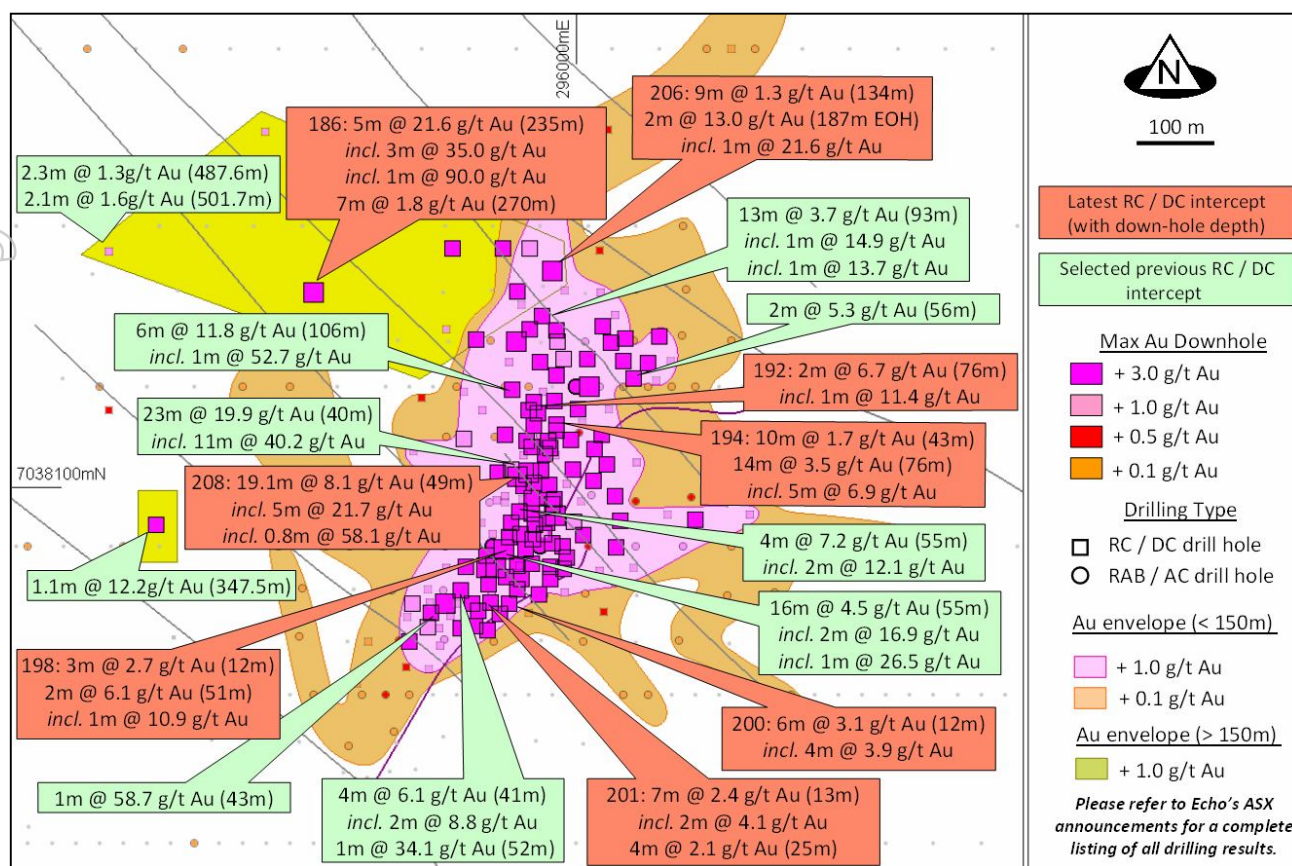 296000mE
206: 9m @ 1.3 g/t Au (134m)
2m @ 13.0 g/t Au (187m EOH)
incl. 1m @ 21.6 g/t Au
186: 5m @ 21.6 g/t Au (235m)
incl. 3m @ 35.0 g/t Au
incl. 1m @ 90.0 g/t Au
7m @ 1.8 g/t Au (270m)
2.3m @ 1.3g/t Au (487.6m)
2.1m @ 1.6g/t Au (501.7m)
13m @ 3.7 g/t Au (93m)
incl. 1m @ 14.9 g/t Au
incl. 1m @ 13.7 g/t Au
2m @ 5.3 g/t Au (56m)
6m @ 11.8 g/t Au (106m)
incl. 1m @ 52.7 g/t Au
192: 2m @ 6.7 g/t Au (76m)
incl. 1m @ 11.4 g/t Au
23m @ 19.9 g/t Au (40m)
incl. 11m @ 40.2 g/t Au
194: 10m @ 1.7 g/t Au (43m)
14m @ 3.5 g/t Au (76m)
incl. 5m @ 6.9 g/t Au
7038100mN
208: 19.1m @ 8.1 g/t Au (49m)
incl. 5m @ 21.7 g/t Au
incl. 0.8m @ 58.1 g/t Au
4m @ 7.2 g/t Au (55m)
incl. 2m @ 12.1 g/t Au
1.1m @ 12.2g/t Au (347.5m)
16m @ 4.5 g/t Au (55m)
incl. 2m @ 16.9 g/t Au
incl. 1m @ 26.5 g/t Au
198: 3m @ 2.7 g/t Au (12m)
2m @ 6.1 g/t Au (51m)
incl. 1m @ 10.9 g/t Au
200: 6m @ 3.1 g/t Au (12m)
incl. 4m @ 3.9 g/t Au
1m @ 58.7 g/t Au (43m)
4m @ 6.1 g/t Au (41m)
incl. 2m @ 8.8 g/t Au
1m @ 34.1 g/t Au (52m)
201: 7m @ 2.4 g/t Au (13m)
incl. 2m @ 4.1 g/t Au
4m @ 2.1 g/t Au (25m)
N
100 m
Latest RC / DC intercept
(with down-hole depth)
Selected previous RC / DC
intercept
Max Au Downhole
+ 3.0 g/t Au
+ 1.0 g/t Au
+ 0.5 g/t Au
+ 0.1 g/t Au
Drilling Type
RC / DC drill hole
RAB / AC drill hole
Au envelope (< 150m)
+ 1.0 g/t Au
+ 0.1 g/t Au
Au envelope (> 150m)
+ 1.0 g/t Au
Please refer to Echo's ASX
announcements for a complete
listing of all drilling results.